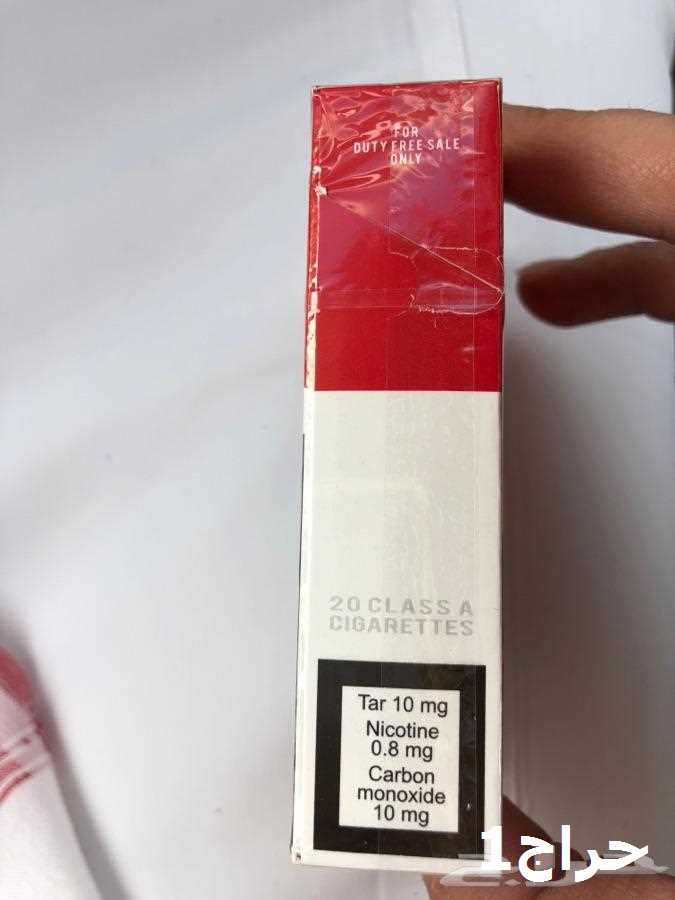 FOR
DUTY FREE SALE
ONLY
20 CLASS A
CIGARETTES
Tar 10 mg
Nicotine
0.8 mg
Carbon
monoxide
10 mg
حراج1
حراج